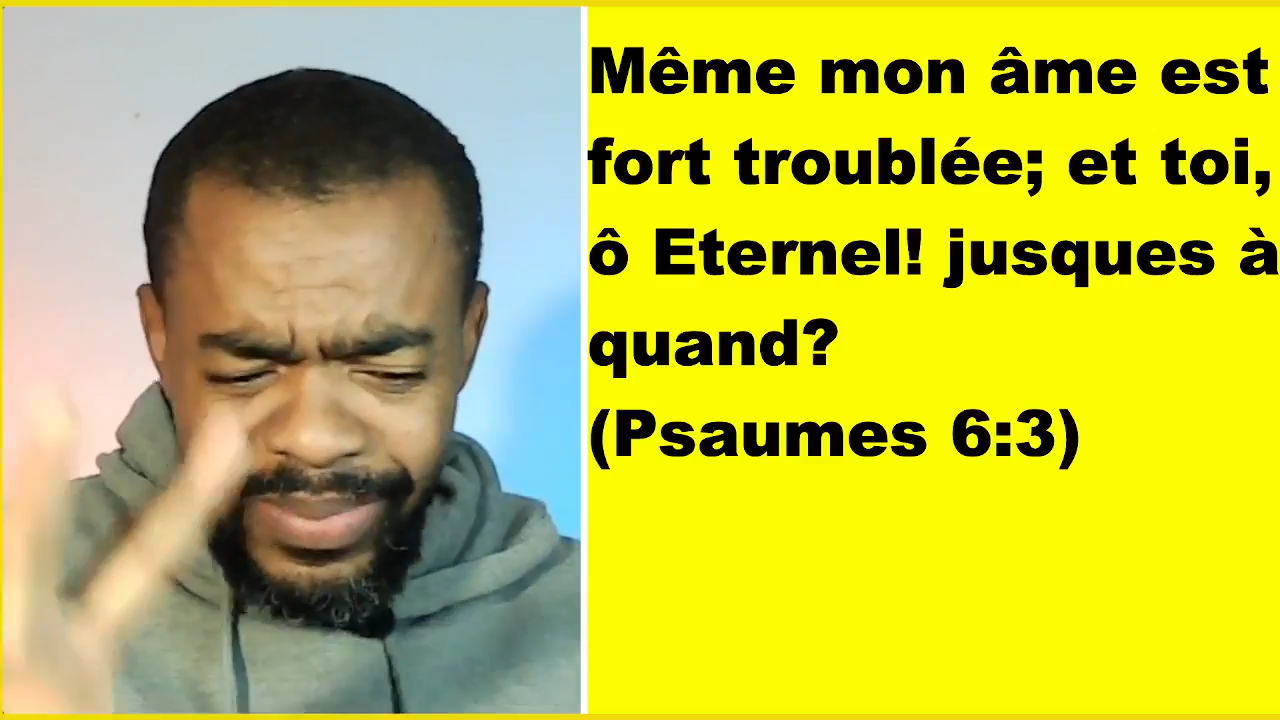 Même mon âme est
fort troublée; et toi,
ô Eternel! jusques à
quand?
(Psaumes 6:3)